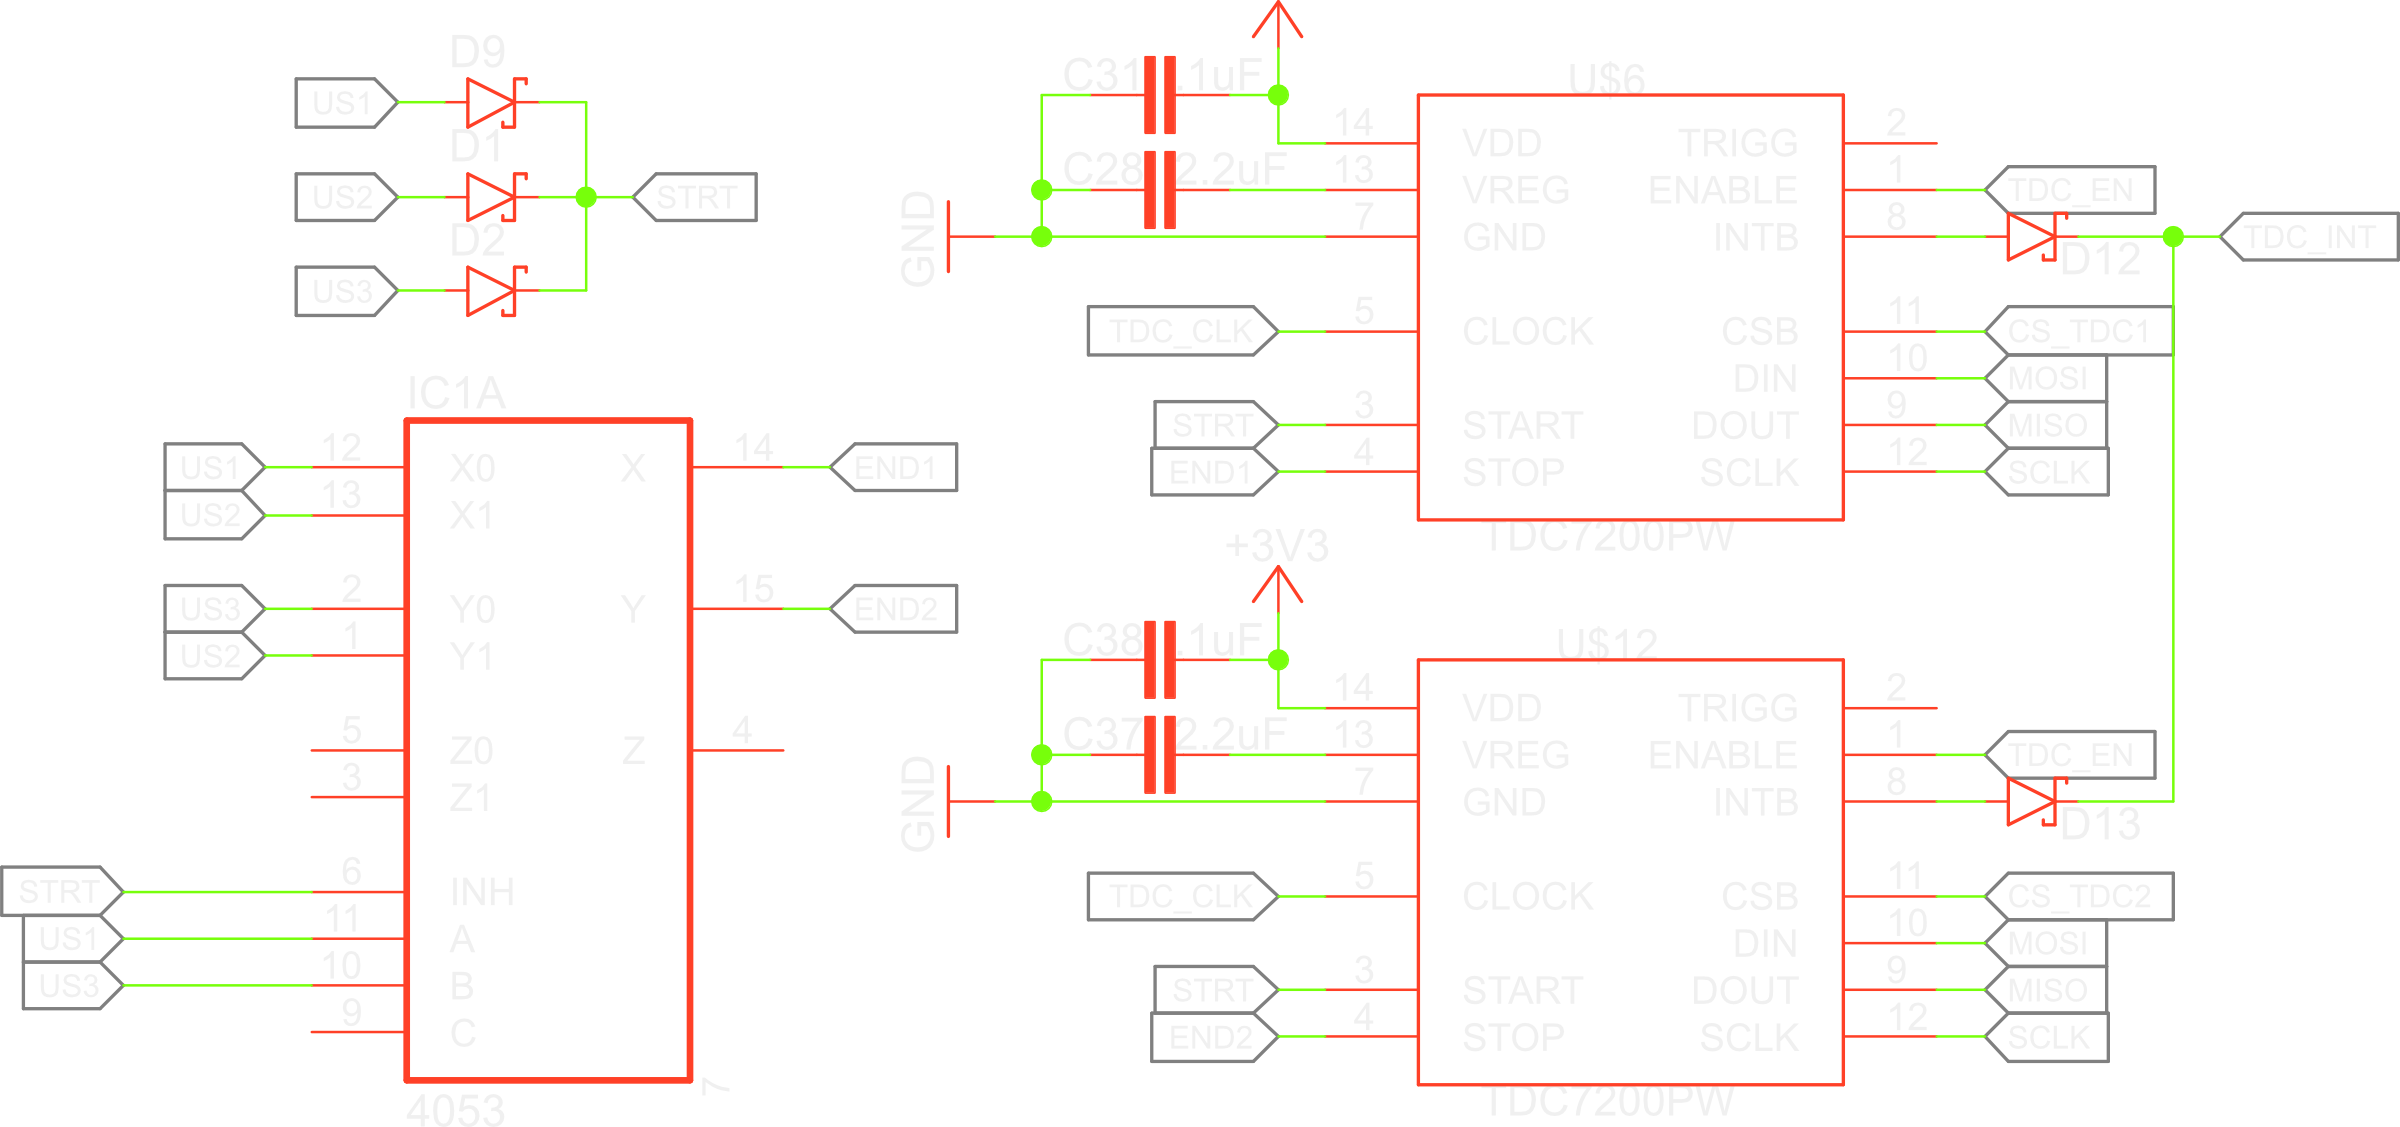 D9
US1
D1
US2
STRT
D2
US3
IC1A
US1 12 X0 X 14 END1
US2 13 X1
US3 2 Y0 Y 15 END2
US2 1 Y1
5 Z0 Z 4
3 Z1
STRT 6 INH
US1 11 A
US3 10 B
9 C
7
4053
C31 .1uF
C28 2.2uF
GND
U$6
14 VDD TRIGG 2
13 VREG ENABLE 1 TDC_EN
7 GND INTB 8 TDC_INT
D12
TDC_CLK 5 CLOCK CSB 11 CS_TDC1
DIN 10 MOSI
STRT 3 START DOUT 9 MISO
END1 4 STOP SCLK 12 SCLK
TDC7200PW
+3V3
C38 .1uF
C37 2.2uF
GND
U$12
14 VDD TRIGG 2
13 VREG ENABLE 1 TDC_EN
7 GND INTB 8
D13
TDC_CLK 5 CLOCK CSB 11 CS_TDC2
DIN 10 MOSI
STRT 3 START DOUT 9 MISO
END2 4 STOP SCLK 12 SCLK
TDC7200PW